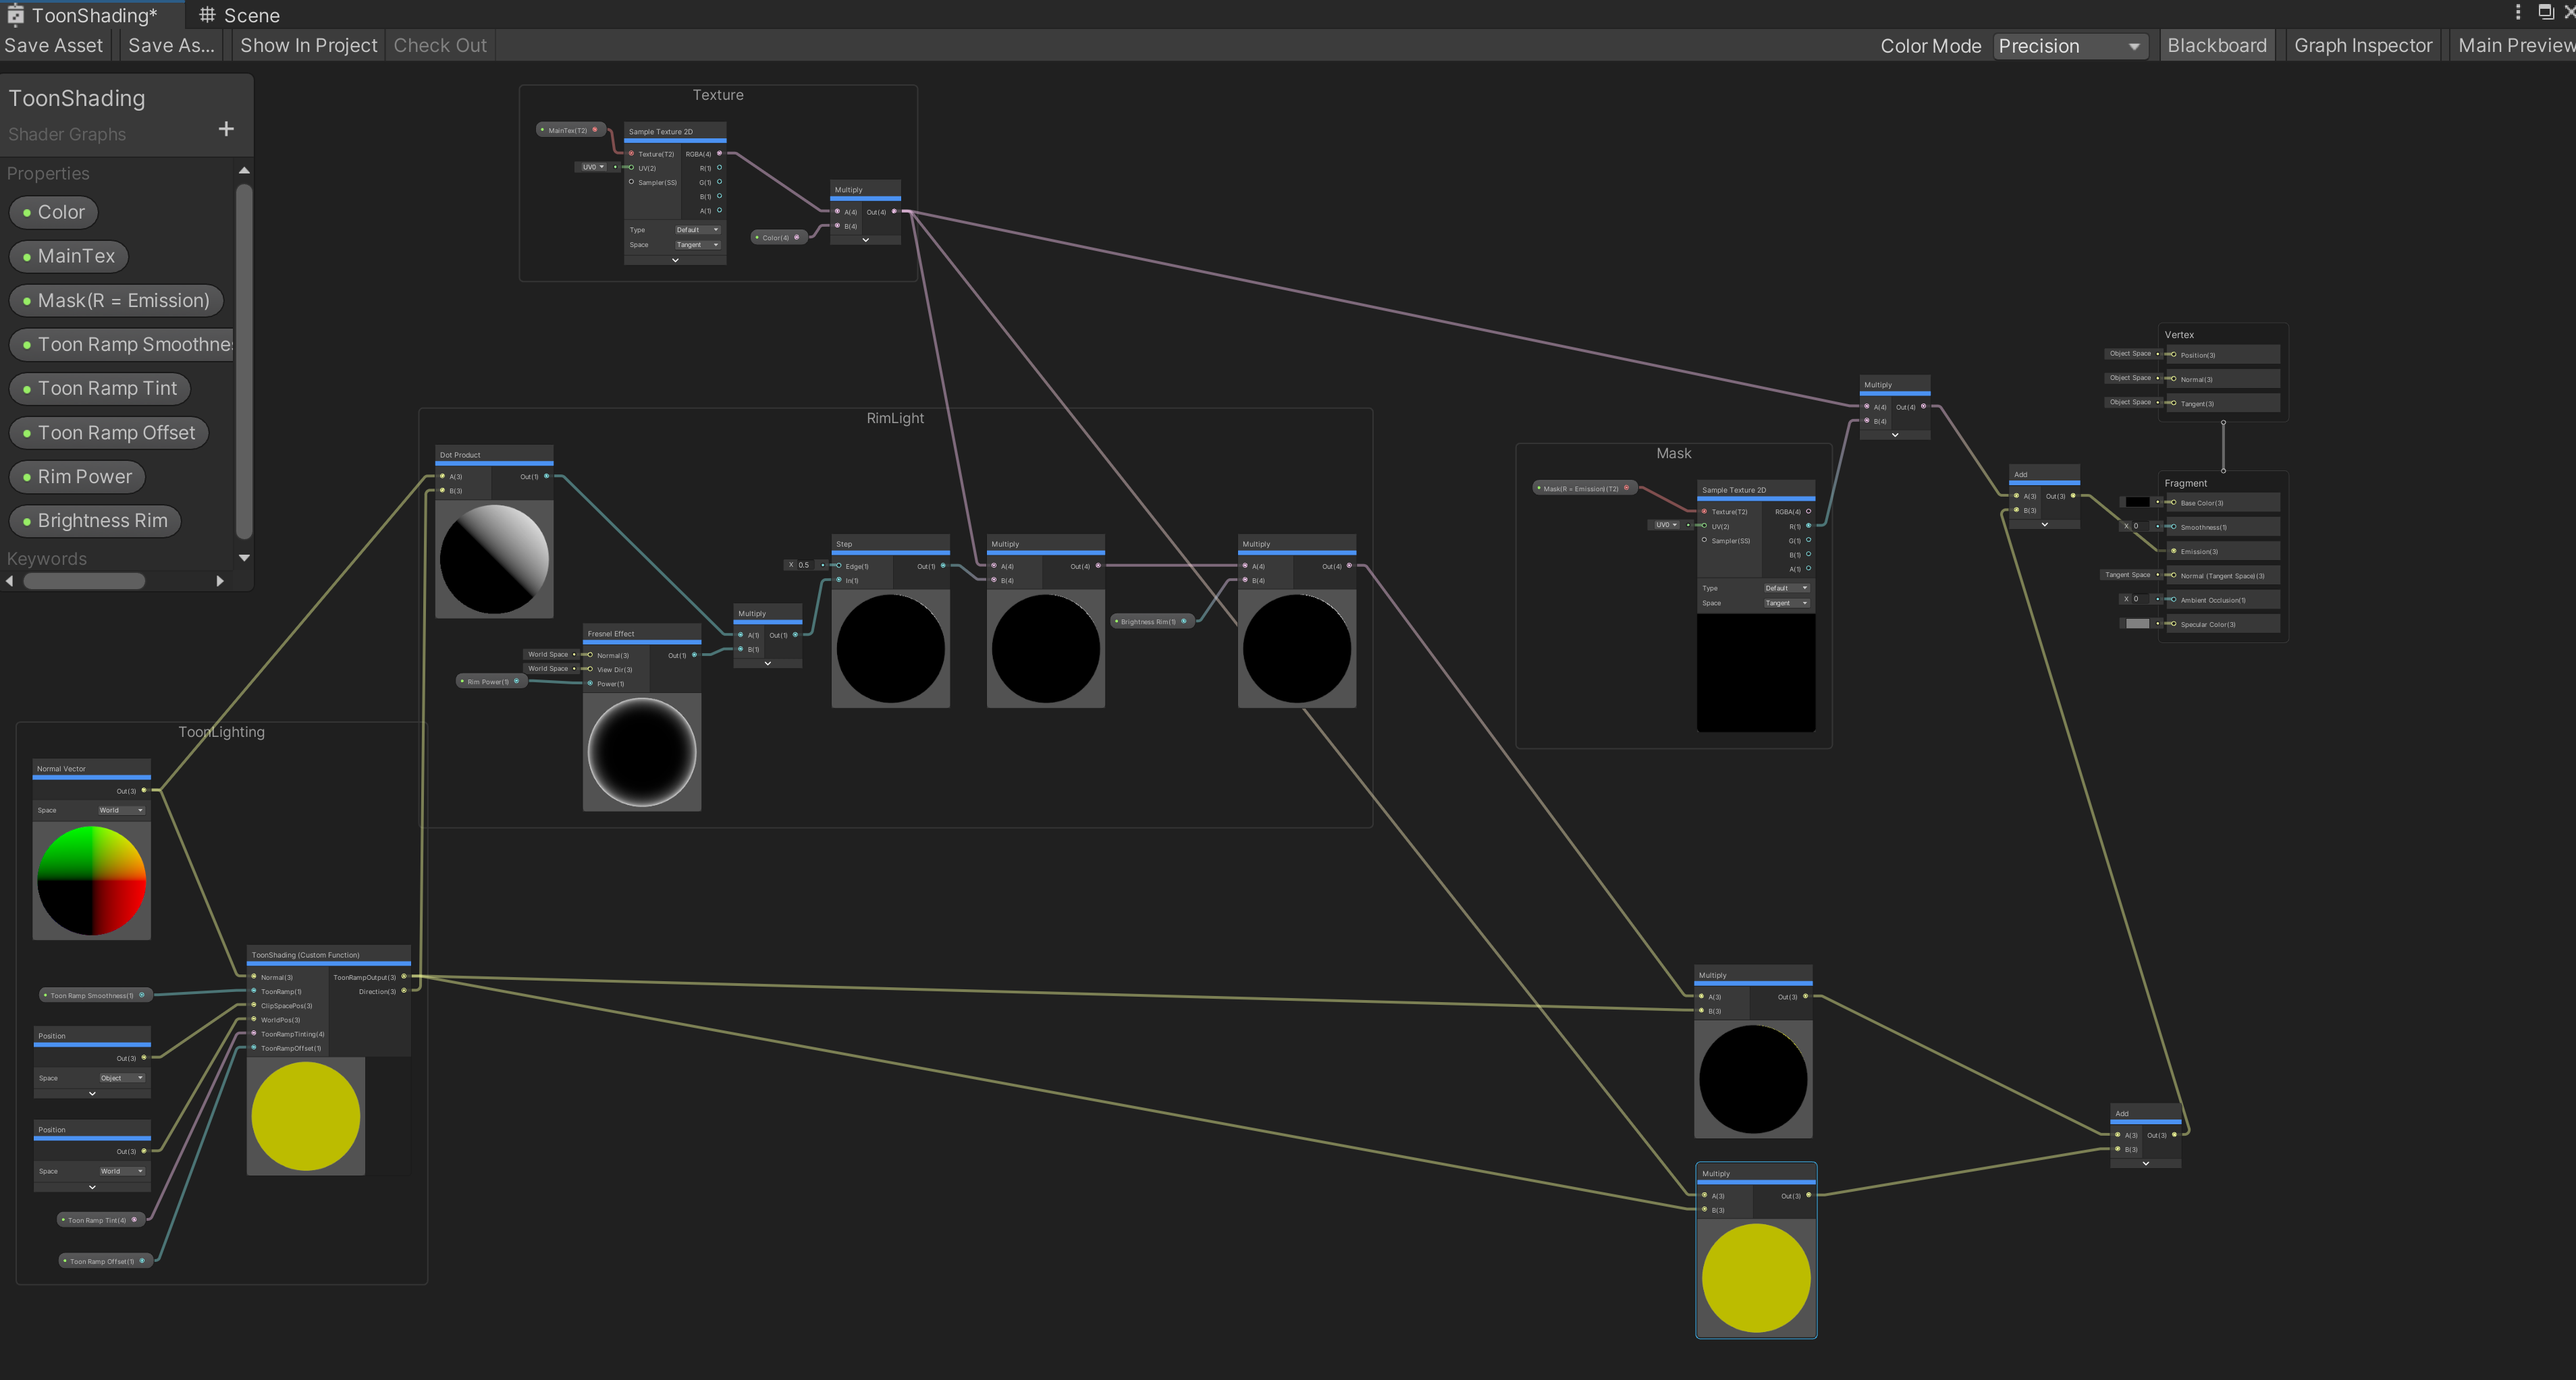 ToonShading*
Scene
Save Asset
Save As...
Show In Project
Check Out
Color Mode
Precision
Blackboard
Graph Inspector
Main Preview
ToonShading
Shader Graphs
Properties
Color
MainTex
Mask(R = Emission)
Toon Ramp Smoothnes
Toon Ramp Tint
Toon Ramp Offset
Rim Power
Brightness Rim
Keywords
Texture
MainTex(T2)
Sample Texture 2D
Texture(T2) RGBA(4)
UV0
UV(2) R(1)
Sampler(SS) G(1)
B(1)
A(1)
Type Default
Space Tangent
Color(4)
Multiply
A(4) Out(4)
B(4)
RimLight
Dot Product
A(3) Out(1)
B(3)
Fresnel Effect
World Space
Normal(3) Out(1)
World Space
View Dir(3)
Rim Power(1)
Power(1)
Multiply
A(1) Out(1)
B(1)
Step
X 0.5
Edge(1) Out(1)
In(1)
Multiply
A(4) Out(4)
B(4)
Brightness Rim(1)
Multiply
A(4) Out(4)
B(4)
Mask
Mask(R = Emission)(T2)
Sample Texture 2D
Texture(T2) RGBA(4)
UV0
UV(2) R(1)
Sampler(SS) G(1)
B(1)
A(1)
Type Default
Space Tangent
Multiply
A(4) Out(4)
B(4)
Add
A(3) Out(3)
B(3)
Vertex
Object Space
Position(3)
Object Space
Normal(3)
Object Space
Tangent(3)
Fragment
Base Color(3)
X 0
Smoothness(1)
Emission(3)
Tangent Space
Normal (Tangent Space)(3)
X 0
Ambient Occlusion(1)
Specular Color(3)
ToonLighting
Normal Vector
Out(3)
Space World
ToonShading (Custom Function)
Normal(3) ToonRampOutput(3)
ToonRamp(1) Direction(3)
ClipSpacePos(3)
WorldPos(3)
ToonRampTinting(4)
ToonRampOffset(1)
Toon Ramp Smoothness(1)
Position
Out(3)
Space Object
Position
Out(3)
Space World
Toon Ramp Tint(4)
Toon Ramp Offset(1)
Multiply
A(3) Out(3)
B(3)
Multiply
A(3) Out(3)
B(3)
Add
A(3) Out(3)
B(3)